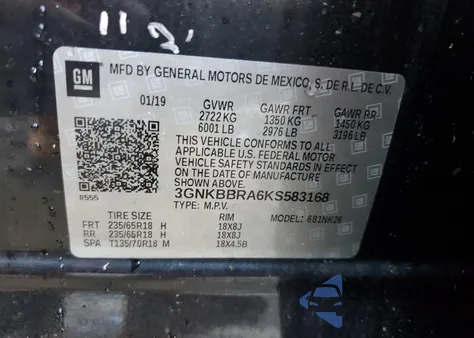 11 2
GM
MFD BY GENERAL MOTORS DE MEXICO, S. DE R.L. DE C.V.
01/19 GVWR GAWR FRT GAWR RR
2722 KG 1350 KG 1450 KG
6001 LB 2976 LB 3196 LB
THIS VEHICLE CONFORMS TO ALL
APPLICABLE U.S. FEDERAL MOTOR
VEHICLE SAFETY STANDARDS IN EFFECT ON
THE DATE OF MANUFACTURE SHOWN ABOVE.
3GNKBBRA6KS583168
8555 TYPE: M.P.V. MODEL: 681NK26
TIRE SIZE RIM
FRT 235/65R18 H 18X8J
RR 235/65R18 H 18X8J
SPA T135/70R18 M 18X4.5B